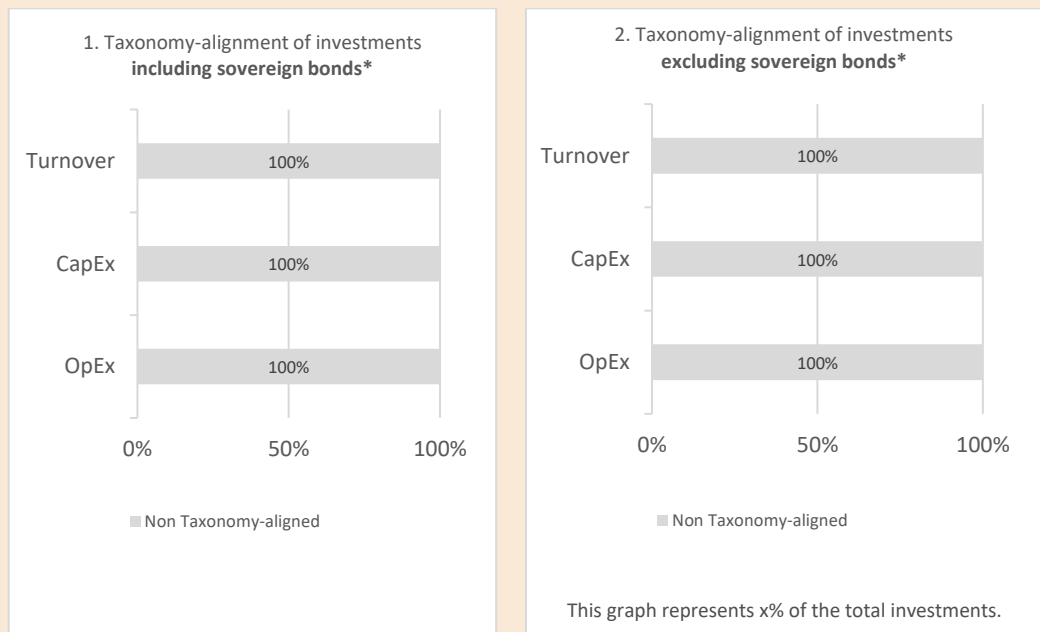 1. Taxonomy-alignment of investments
including sovereign bonds*
Turnover
100%
CapEx
100%
OpEx
100%
0%
50%
100%
Non Taxonomy-aligned
2. Taxonomy-alignment of investments
excluding sovereign bonds*
Turnover
100%
CapEx
100%
OpEx
100%
0%
50%
100%
Non Taxonomy-aligned
This graph represents x% of the total investments.